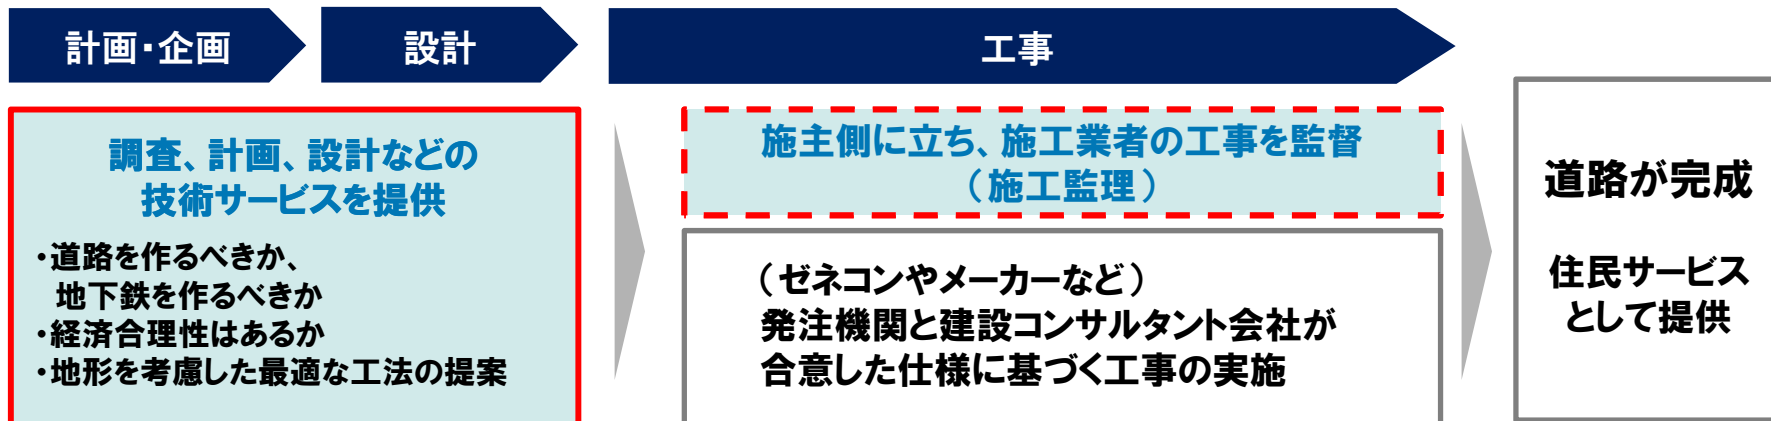 計画・企画
設計
工事
調査、計画、設計などの
技術サービスを提供
・道路を作るべきか、
地下鉄を作るべきか
・経済合理性はあるか
・地形を考慮した最適な工法の提案
施主側に立ち、施工業者の工事を監督
（施工監理）
（ゼネコンやメーカーなど）
発注機関と建設コンサルタント会社が
合意した仕様に基づく工事の実施
道路が完成
住民サービス
として提供